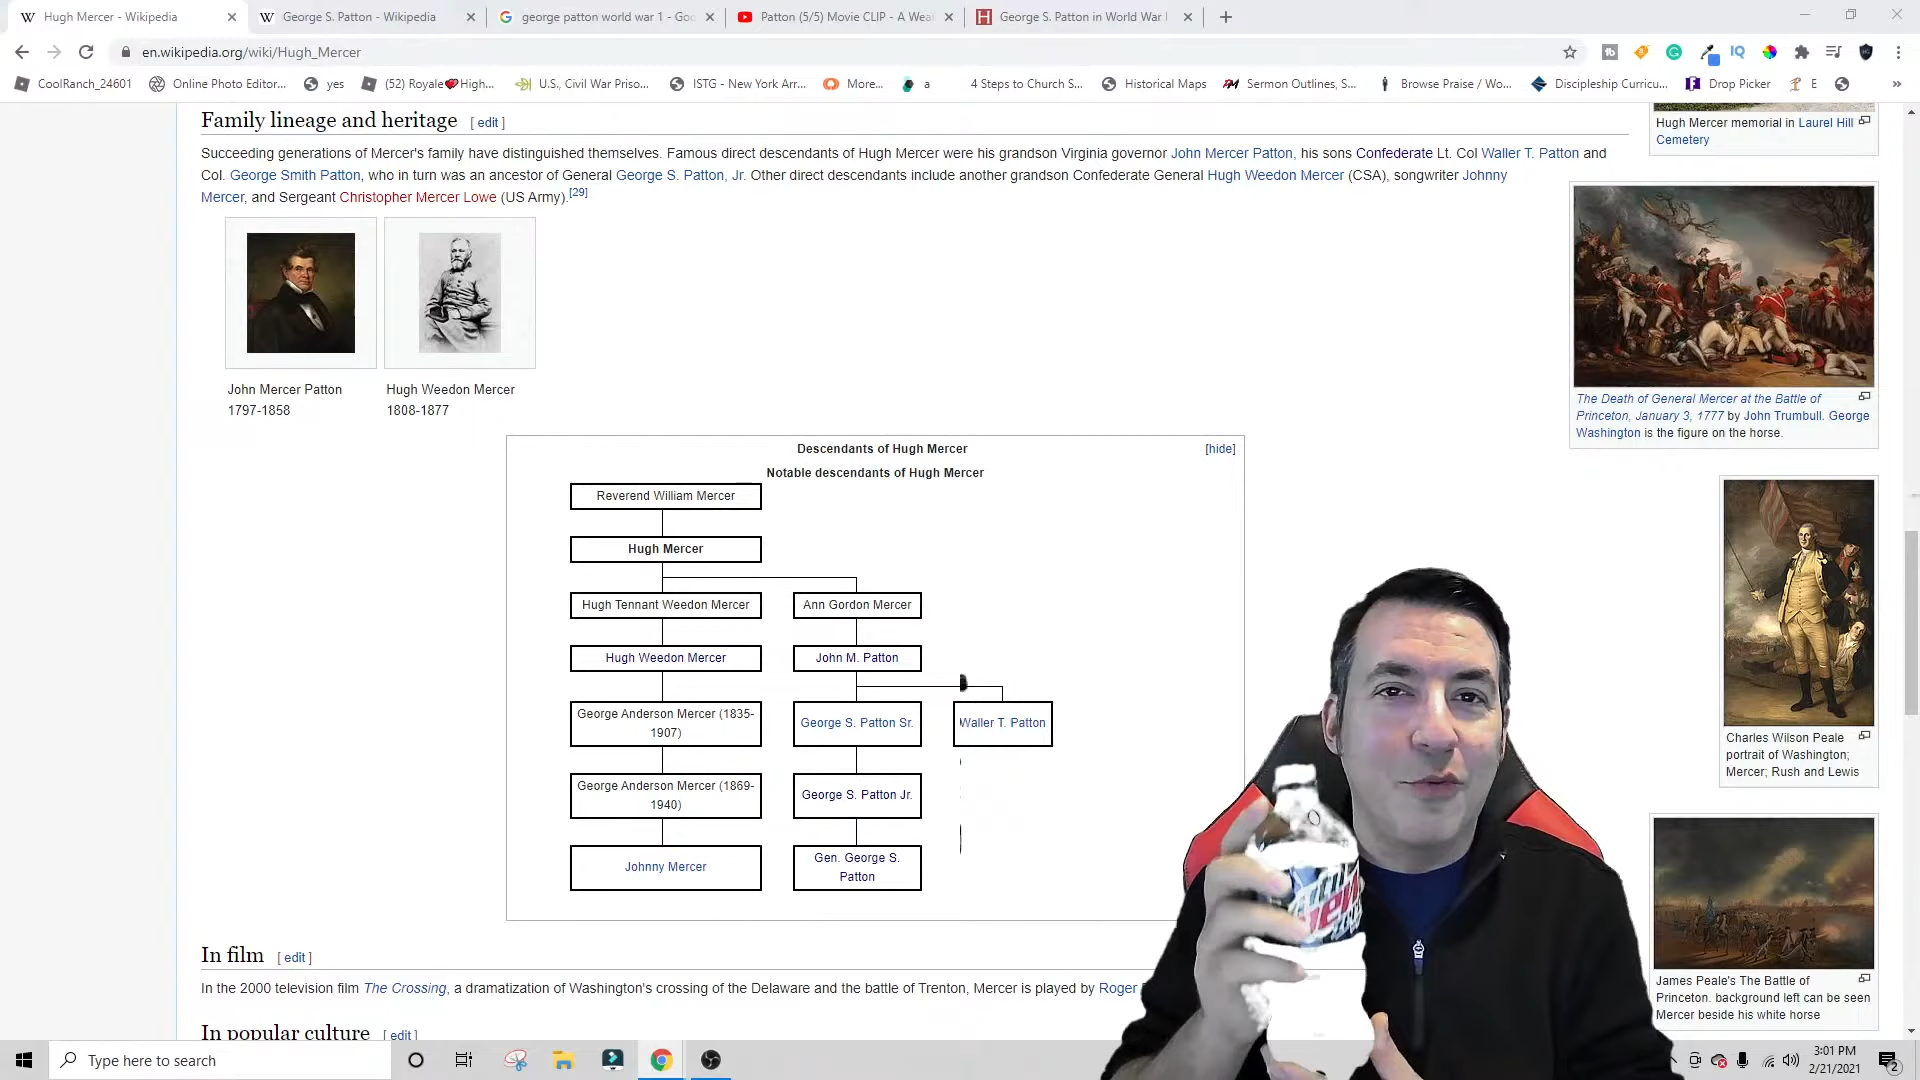 Hugh Mercer - Wikipedia
George S. Patton - Wikipedia
george patton world war 1 - Goo
Patton (5/5) Movie CLIP - A Weal
George S. Patton in World War I
en.wikipedia.org/wiki/Hugh_Mercer
CoolRanch_24601
Online Photo Editor...
yes
(52) Royale❤High...
U.S., Civil War Priso...
ISTG - New York Arr...
More...
a
4 Steps to Church S...
Historical Maps
Sermon Outlines, S...
Browse Praise / Wo...
Discipleship Curricu...
Drop Picker
E
Family lineage and heritage [ edit ]
Succeeding generations of Mercer's family have distinguished themselves. Famous direct descendants of Hugh Mercer were his grandson Virginia governor John Mercer Patton, his sons Confederate Lt. Col Waller T. Patton and
Col. George Smith Patton, who in turn was an ancestor of General George S. Patton, Jr. Other direct descendants include another grandson Confederate General Hugh Weedon Mercer (CSA), songwriter Johnny
Mercer, and Sergeant Christopher Mercer Lowe (US Army).[29]
John Mercer Patton
1797-1858
Hugh Weedon Mercer
1808-1877
Descendants of Hugh Mercer
[hide]
Notable descendants of Hugh Mercer
Reverend William Mercer
Hugh Mercer
Hugh Tennant Weedon Mercer
Ann Gordon Mercer
Hugh Weedon Mercer
John M. Patton
George Anderson Mercer (1835-
1907)
George S. Patton Sr.
Waller T. Patton
George Anderson Mercer (1869-
1940)
George S. Patton Jr.
Johnny Mercer
Gen. George S.
Patton
In film [ edit ]
In the 2000 television film The Crossing, a dramatization of Washington's crossing of the Delaware and the battle of Trenton, Mercer is played by Roger
In popular culture [ edit ]
Hugh Mercer memorial in Laurel Hill
Cemetery
The Death of General Mercer at the Battle of
Princeton, January 3, 1777 by John Trumbull. George
Washington is the figure on the horse.
Charles Wilson Peale
portrait of Washington;
Mercer; Rush and Lewis
James Peale's The Battle of
Princeton. background left can be seen
Mercer beside his white horse
Type here to search
3:01 PM
2/21/2021
2